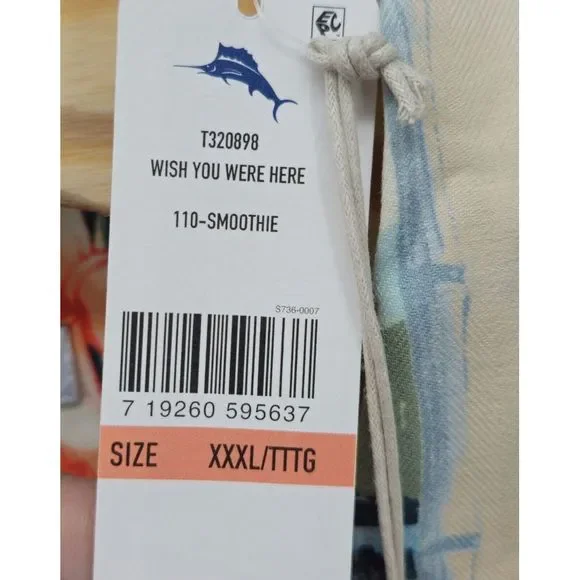 T320898
WISH YOU WERE HERE
110-SMOOTHIE
S736-0007
7 19260 595637
SIZE XXXL/TTTG